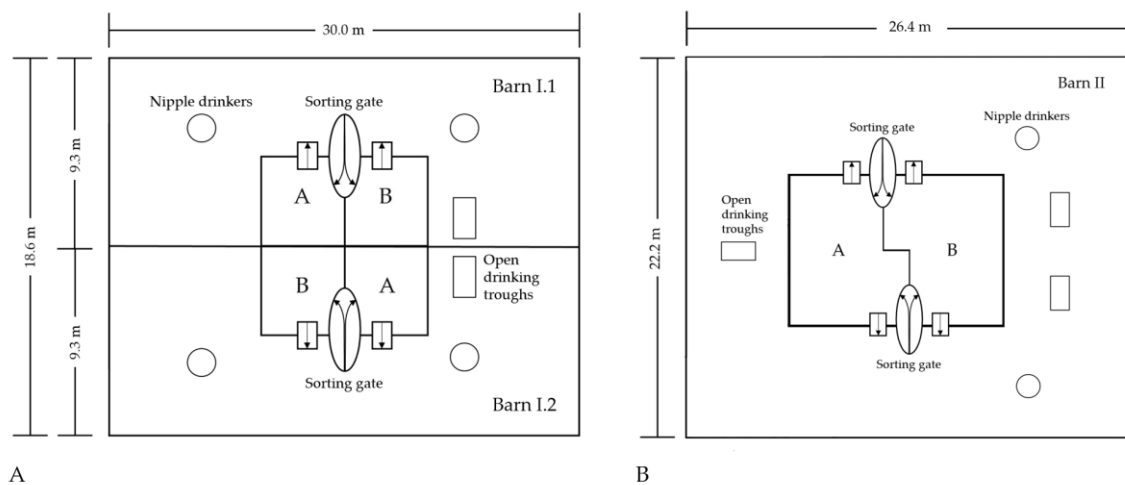 30.0 m
Barn I.1
Nipple drinkers
Sorting gate
A
B
9.3 m
18.6 m
9.3 m
B
A
Open
drinking
troughs
Sorting gate
Barn I.2
A
26.4 m
Barn II
Sorting gate
Nipple drinkers
Open
drinking
troughs
A
B
22.2 m
Sorting gate
B